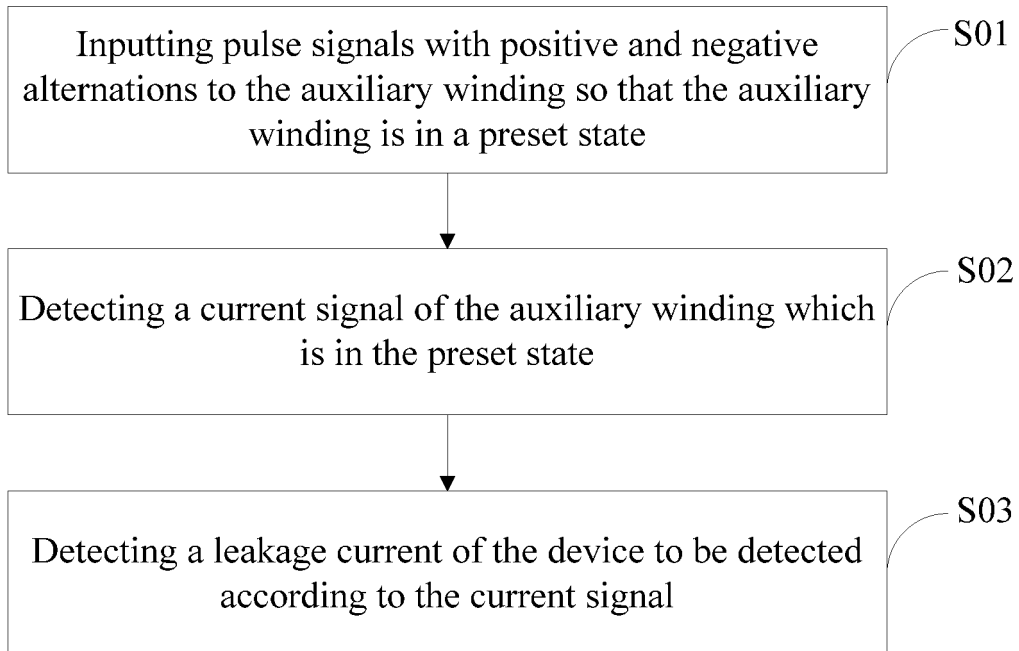 Inputting pulse signals with positive and negative
alternations to the auxiliary winding so that the auxiliary
winding is in a preset state
S01
Detecting a current signal of the auxiliary winding which
is in the preset state
S02
Detecting a leakage current of the device to be detected
according to the current signal
S03